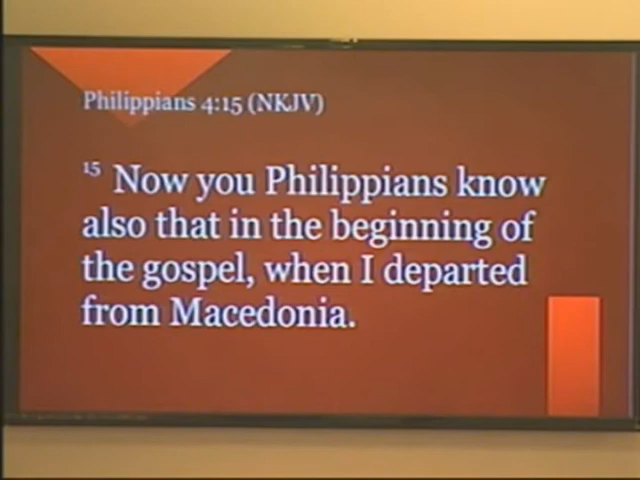 Philippians 4:15 (NKJV)
15 Now you Philippians know
also that in the beginning of
the gospel, when I departed
from Macedonia.